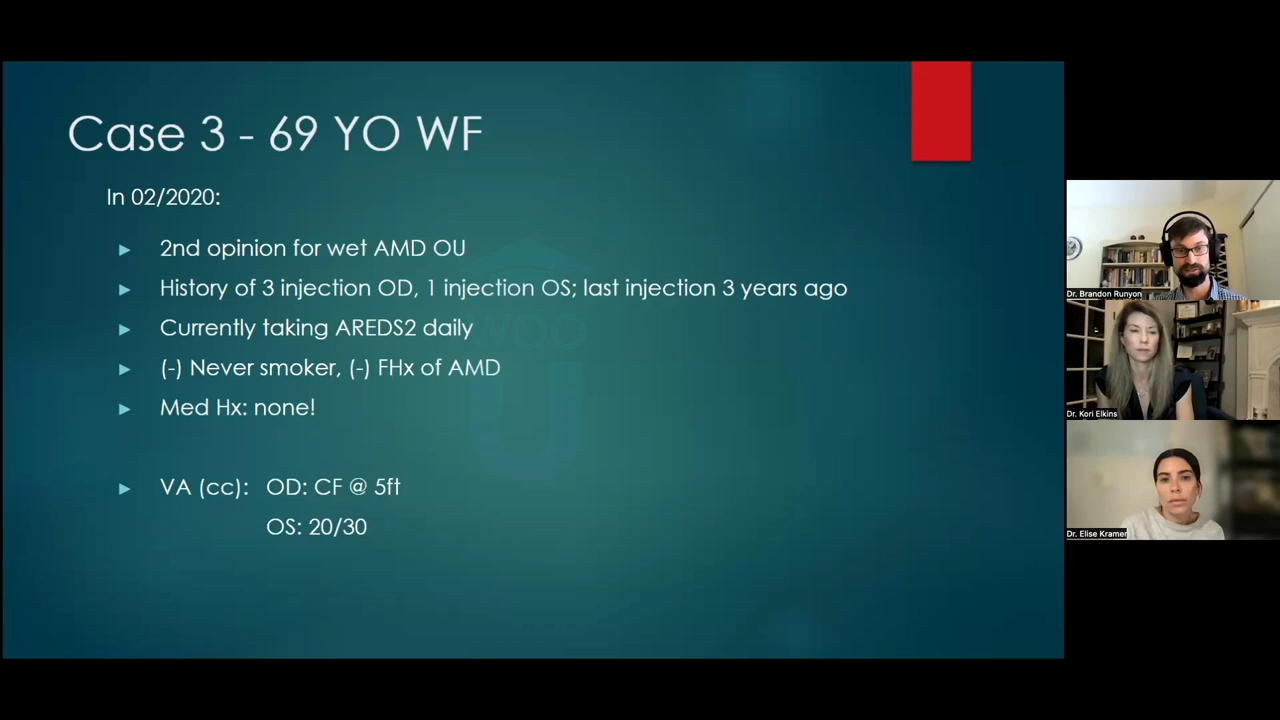 Case 3 - 69 YO WF
In 02/2020:
2nd opinion for wet AMD OU
History of 3 injection OD, 1 injection OS; last injection 3 years ago
Currently taking AREDS2 daily
(-) Never smoker, (-) FHx of AMD
Med Hx: none!
VA (cc): OD: CF @ 5ft
OS: 20/30
Dr. Brandon Runyon
Dr. Kori Elkins
Dr. Elise Kramer